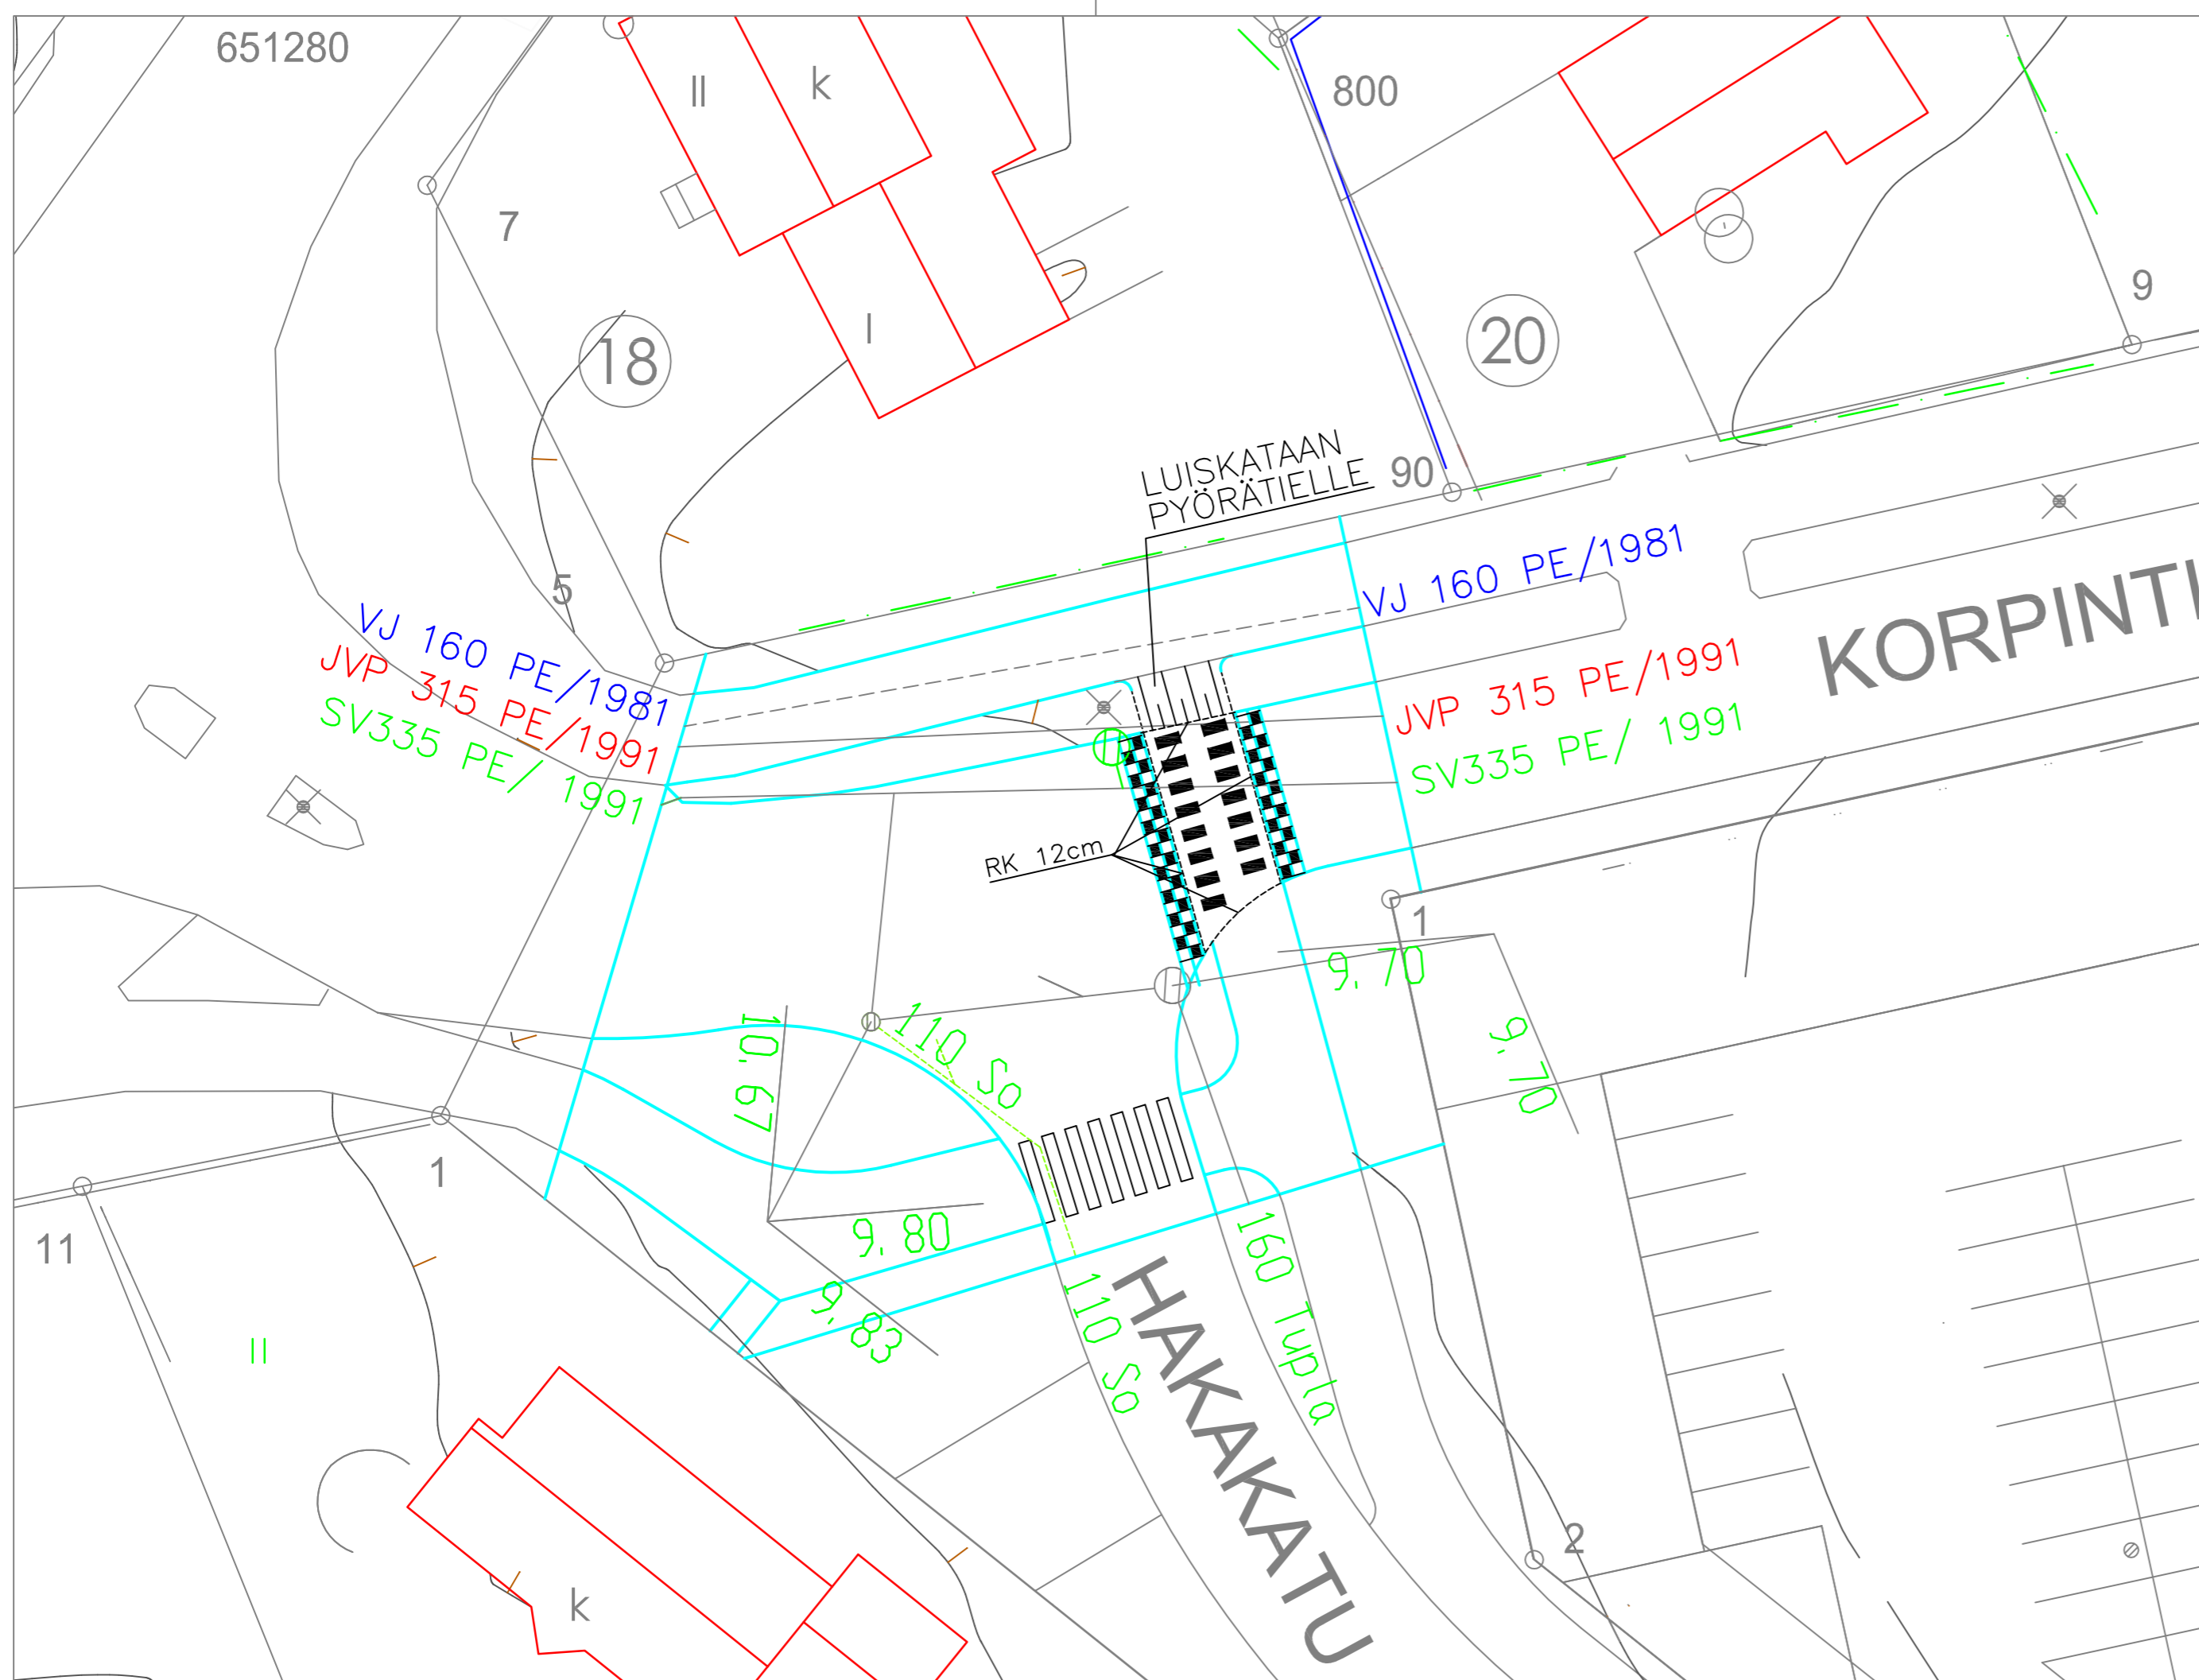 651280
II
k
800
7
18
I
20
9
LUISKATAAN
PYÖRÄTIELLE
90
5
VJ 160 PE/1981
JVP 315 PE/1991
SV335 PE/ 1991
VJ 160 PE/1981
JVP 315 PE/1991
SV335 PE/ 1991
KORPINTI
RK 12cm
1
9,70
9,70
110 So
10,67
1
11
9,80
9,83
160 Tupla
110 So
HAKAKATU
II
2
k